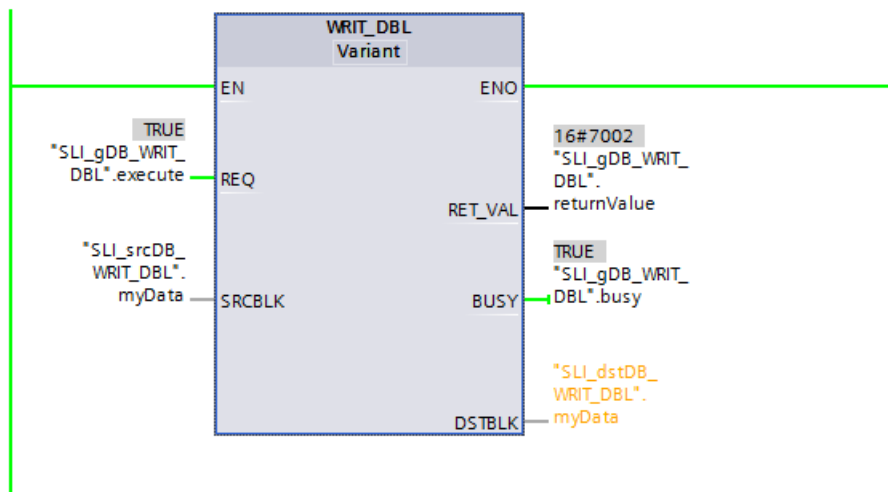 WRIT_DBL
Variant
EN
ENO
TRUE
"SLI_gDB_WRIT_
DBL".execute
REQ
16#7002
"SLI_gDB_WRIT_
DBL".
returnValue
RET_VAL
"SLI_srcDB_
WRIT_DBL".
myData
SRCBLK
TRUE
"SLI_gDB_WRIT_
DBL".busy
BUSY
"SLI_dstDB_
WRIT_DBL".
myData
DSTBLK